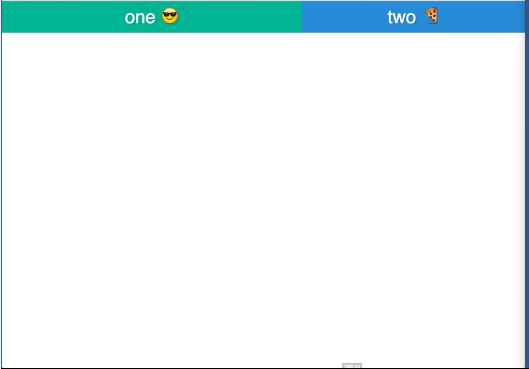 one 😎 two 🍕